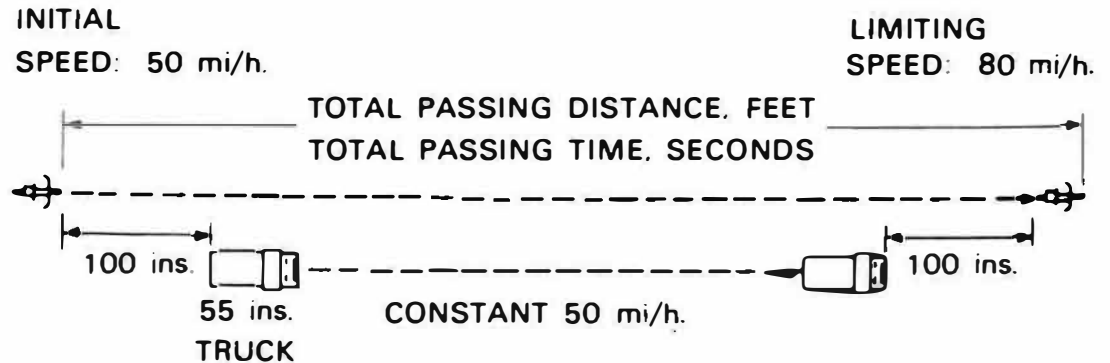 INITIAL
SPEED: 50 mi/h.
LIMITING
SPEED: 80 mi/h.
TOTAL PASSING DISTANCE, FEET
TOTAL PASSING TIME, SECONDS
100 ins.
100 ins.
55 ins.
TRUCK
CONSTANT 50 mi/h.